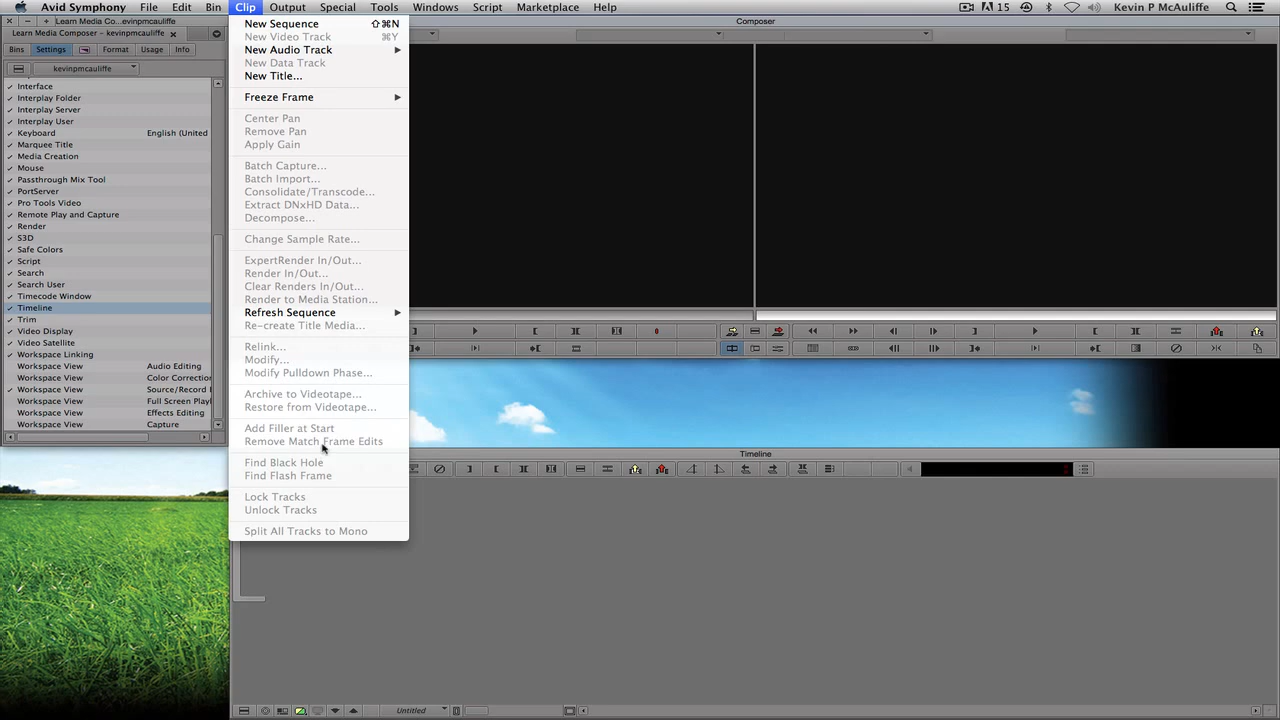 Avid Symphony File Edit Bin Clip Output Special Tools Windows Script Marketplace Help 15 Kevin P McAuliffe
Learn Media Co...evinpmcauliffe
Composer
Learn Media Composer - kevinpmcauliffe
Bins Settings Format Usage Info
kevinpmcauliffe
Interface
Interplay Folder
Interplay Server
Interplay User
Keyboard English (United
Marquee Title
Media Creation
Mouse
Passthrough Mix Tool
PortServer
Pro Tools Video
Remote Play and Capture
Render
S3D
Safe Colors
Script
Search
Search User
Timecode Window
Timeline
Trim
Video Display
Video Satellite
Workspace Linking
Workspace View Audio Editing
Workspace View Color Correction
Workspace View Source/Record
Workspace View Full Screen Play
Workspace View Effects Editing
Workspace View Capture
New Sequence ⇧⌘N
New Video Track ⌘Y
New Audio Track
New Data Track
New Title...
Freeze Frame
Center Pan
Remove Pan
Apply Gain
Batch Capture...
Batch Import...
Consolidate/Transcode...
Extract DNxHD Data...
Decompose...
Change Sample Rate...
ExpertRender In/Out...
Render In/Out...
Clear Renders In/Out...
Render to Media Station...
Refresh Sequence
Re-create Title Media...
Relink...
Modify...
Modify Pulldown Phase...
Archive to Videotape...
Restore from Videotape...
Add Filler at Start
Remove Match Frame Edits
Find Black Hole
Find Flash Frame
Lock Tracks
Unlock Tracks
Split All Tracks to Mono
Timeline
Untitled